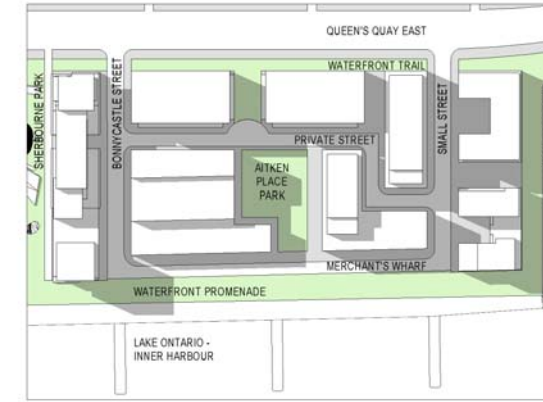 QUEEN'S QUAY EAST
WATERFRONT TRAIL
SHERBOURNE PARK
BONNYCASTLE STREET
SMALL STREET
PRIVATE STREET
AITKEN
PLACE
PARK
MERCHANT'S WHARF
WATERFRONT PROMENADE
LAKE ONTARIO -
INNER HARBOUR